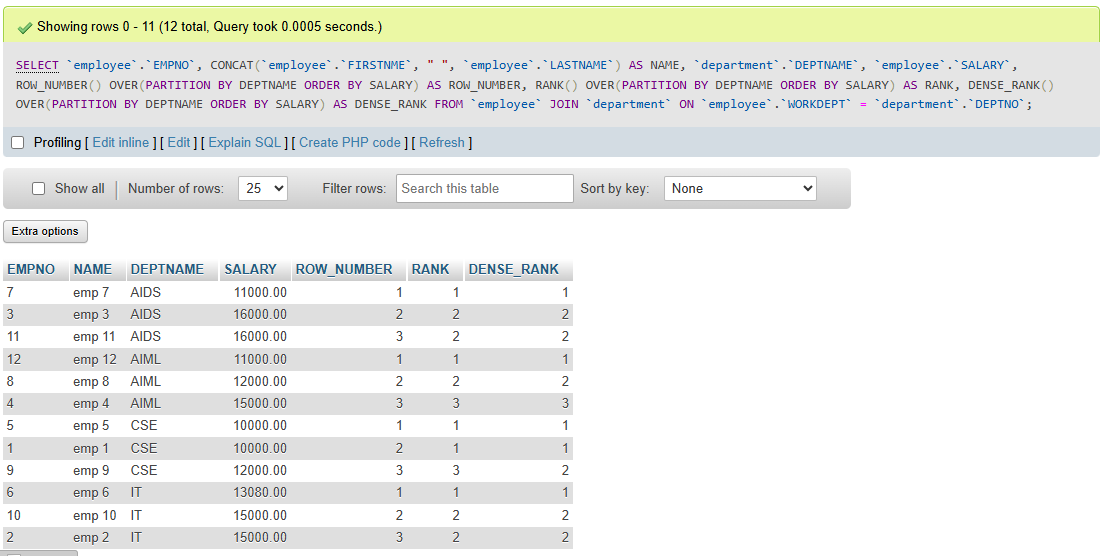 Showing rows 0 - 11 (12 total, Query took 0.0005 seconds.)
SELECT `employee`.`EMPNO`, CONCAT(`employee`.`FIRSTNME`, " ", `employee`.`LASTNAME`) AS NAME, `department`.`DEPTNAME`, `employee`.`SALARY`,
ROW_NUMBER() OVER(PARTITION BY DEPTNAME ORDER BY SALARY) AS ROW_NUMBER, RANK() OVER(PARTITION BY DEPTNAME ORDER BY SALARY) AS RANK, DENSE_RANK()
OVER(PARTITION BY DEPTNAME ORDER BY SALARY) AS DENSE_RANK FROM `employee` JOIN `department` ON `employee`.`WORKDEPT` = `department`.`DEPTNO`;
Profiling [ Edit inline ] [ Edit ] [ Explain SQL ] [ Create PHP code ] [ Refresh ]
Show all Number of rows: 25 Filter rows: Search this table Sort by key: None
Extra options
EMPNO NAME DEPTNAME SALARY ROW_NUMBER RANK DENSE_RANK
7 emp 7 AIDS 11000.00 1 1 1
3 emp 3 AIDS 16000.00 2 2 2
11 emp 11 AIDS 16000.00 3 2 2
12 emp 12 AIML 11000.00 1 1 1
8 emp 8 AIML 12000.00 2 2 2
4 emp 4 AIML 15000.00 3 3 3
5 emp 5 CSE 10000.00 1 1 1
1 emp 1 CSE 10000.00 2 1 1
9 emp 9 CSE 12000.00 3 3 2
6 emp 6 IT 13080.00 1 1 1
10 emp 10 IT 15000.00 2 2 2
2 emp 2 IT 15000.00 3 2 2